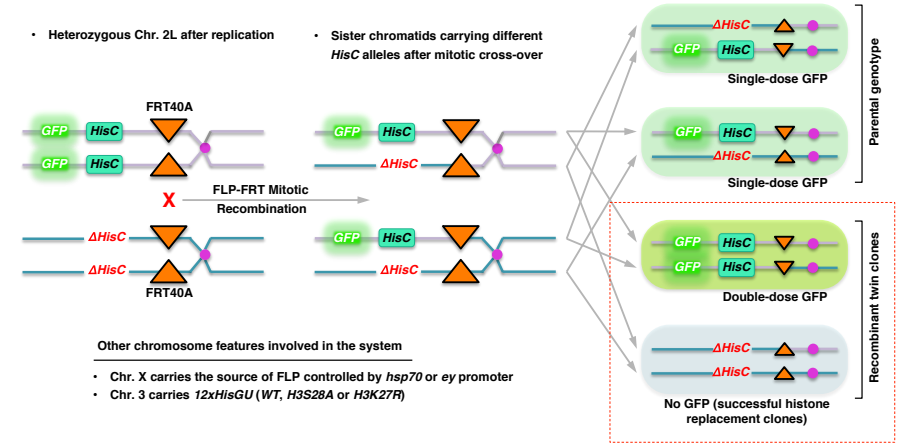 • Heterozygous Chr. 2L after replication
• Sister chromatids carrying different
HisC alleles after mitotic cross-over
FRT40A
GFP HisC
GFP HisC
X
FLP-FRT Mitotic
Recombination
ΔHisC
ΔHisC
FRT40A
GFP HisC
ΔHisC
GFP HisC
ΔHisC
ΔHisC
GFP HisC
Single-dose GFP
GFP HisC
ΔHisC
Single-dose GFP
Parental genotype
GFP HisC
GFP HisC
Double-dose GFP
ΔHisC
ΔHisC
No GFP (successful histone
replacement clones)
Recombinant twin clones
Other chromosome features involved in the system
• Chr. X carries the source of FLP controlled by hsp70 or ey promoter
• Chr. 3 carries 12xHisGU (WT, H3S28A or H3K27R)